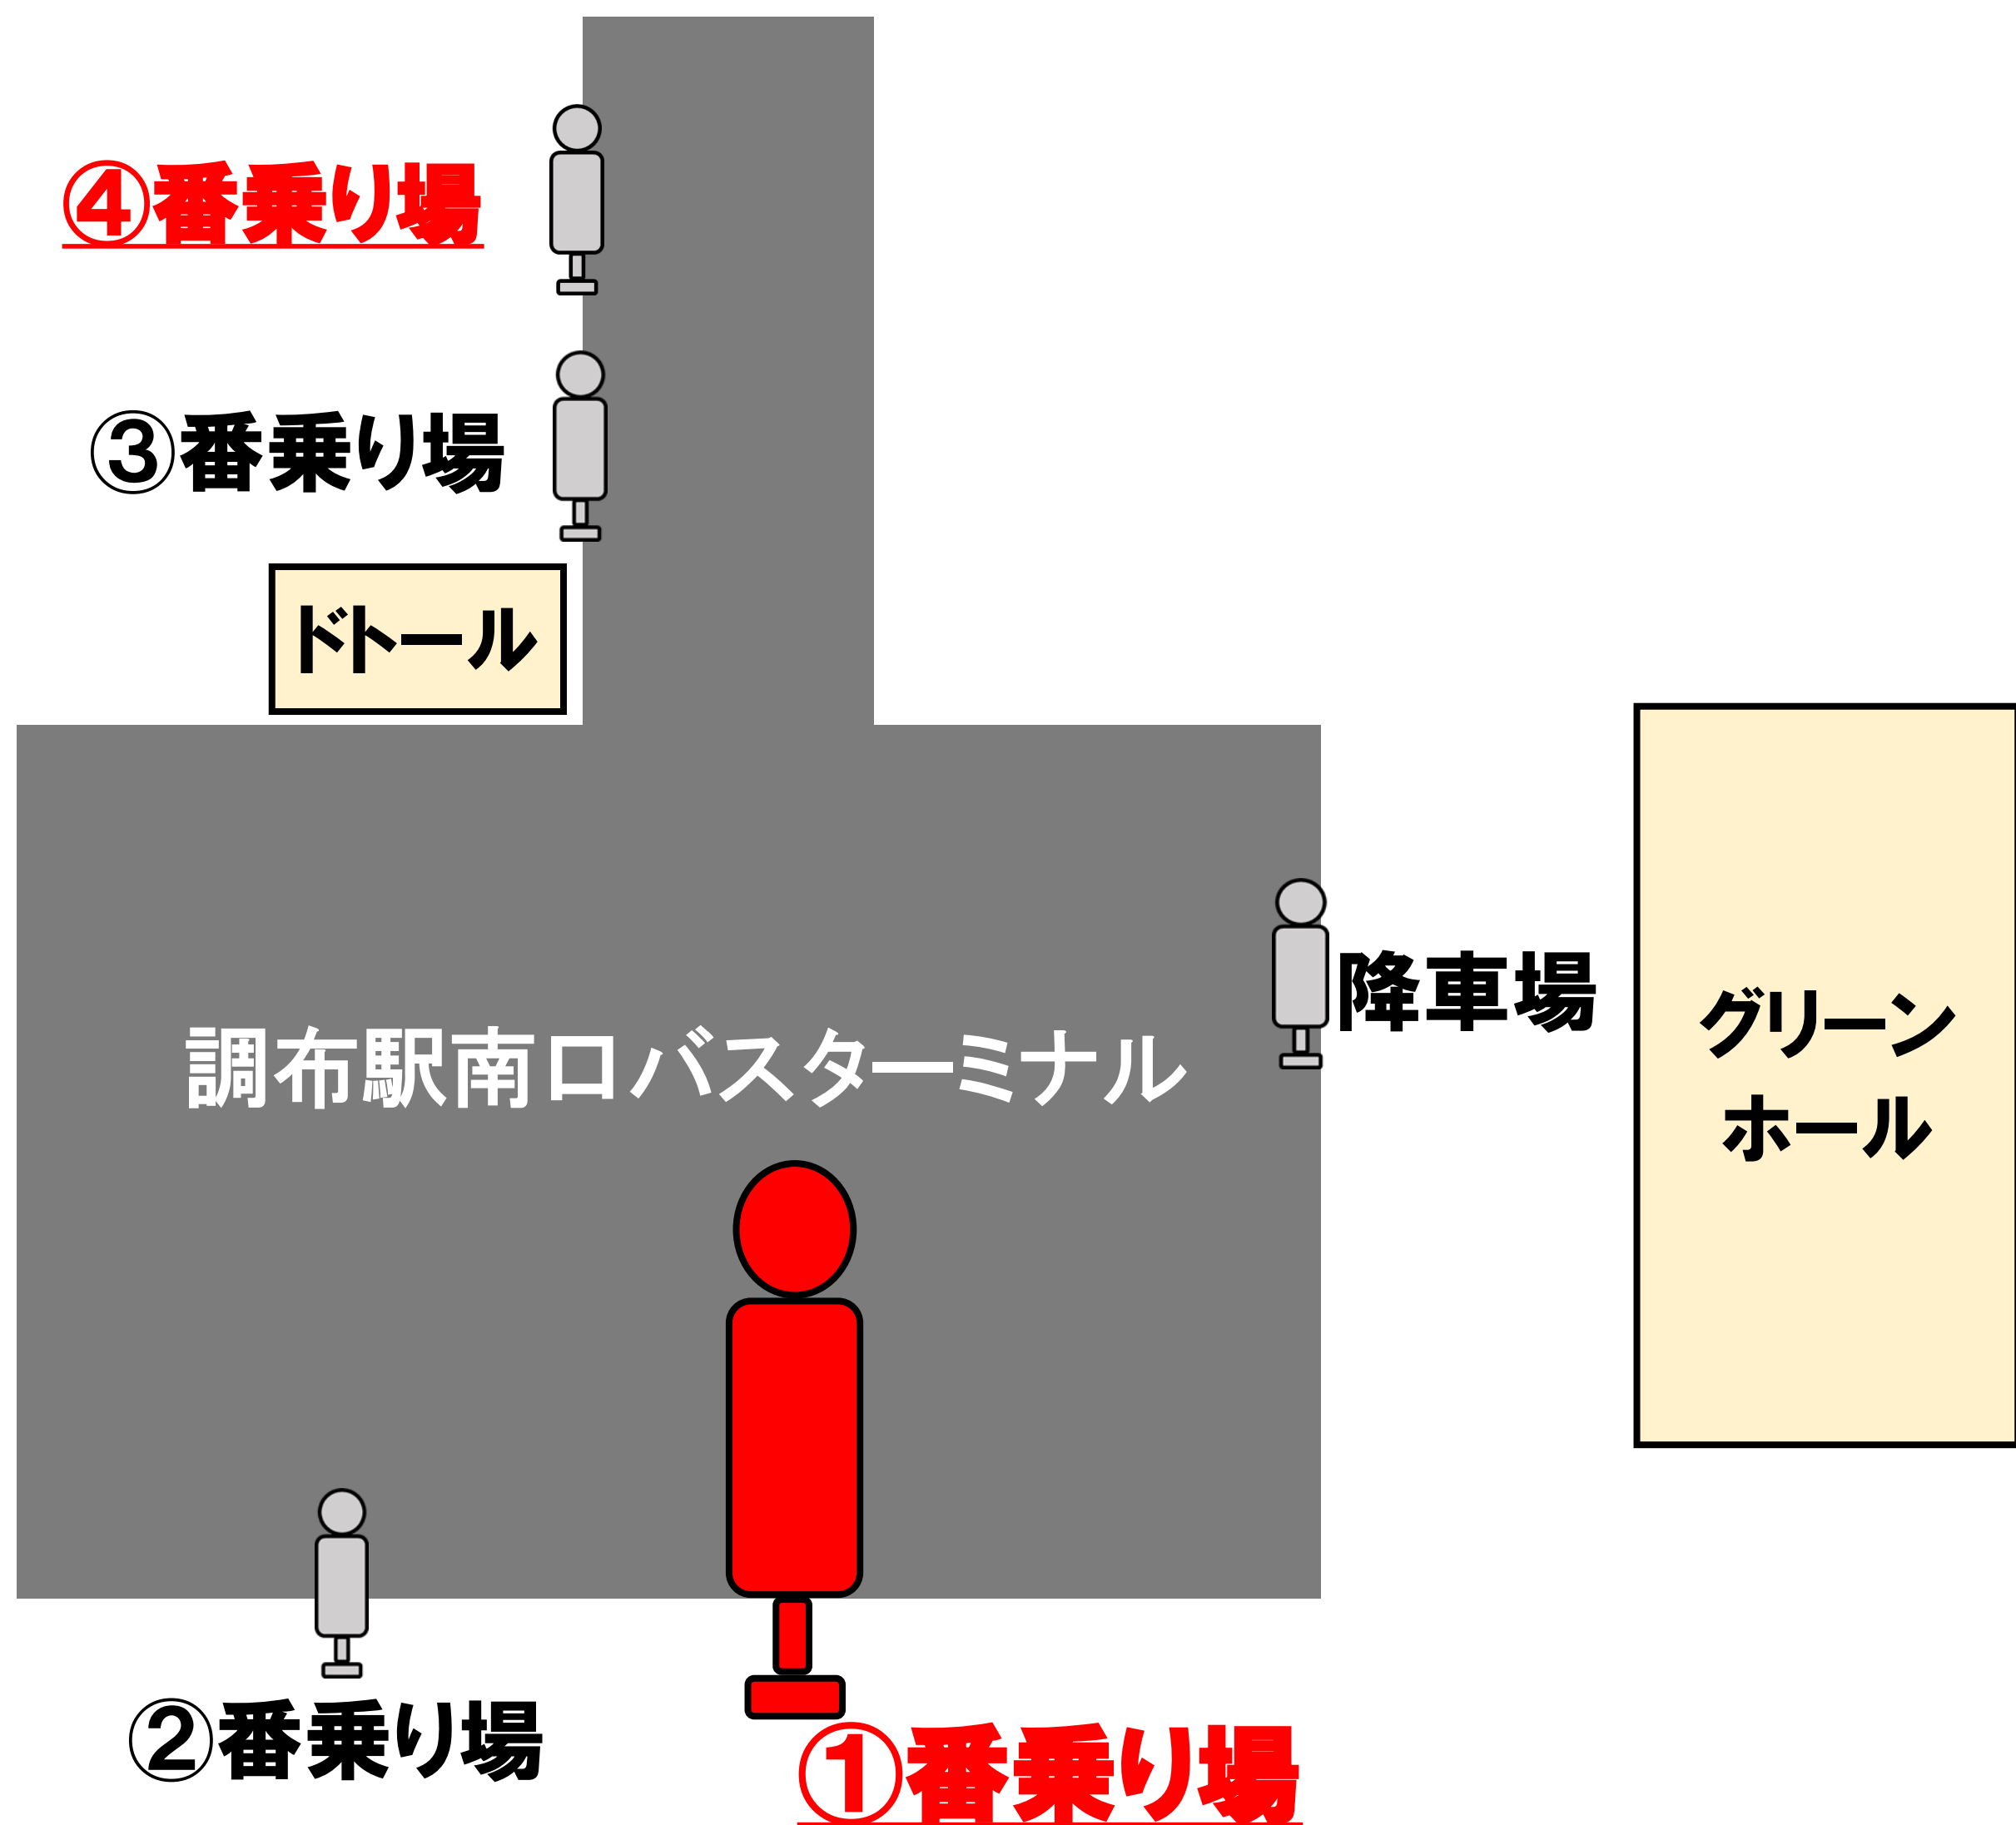 ④番乗り場
③番乗り場
ドトール
降車場
グリーン
ホール
調布駅南口バスターミナル
②番乗り場
①番乗り場